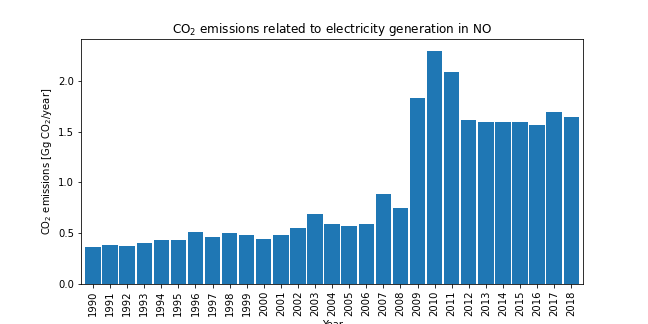 CO₂ emissions related to electricity generation in NO
CO₂ emissions [Gg CO₂/year]
2.0
1.5
1.0
0.5
0.0
1990 1991 1992 1993 1994 1995 1996 1997 1998 1999 2000 2001 2002 2003 2004 2005 2006 2007 2008 2009 2010 2011 2012 2013 2014 2015 2016 2017 2018
Year